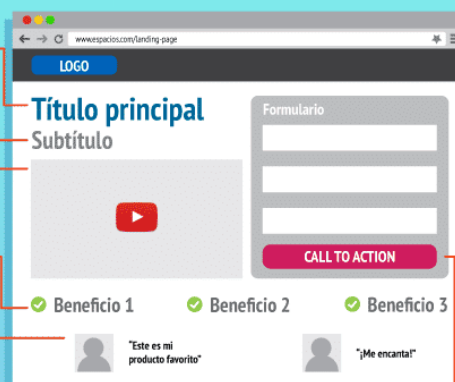 www.espacios.com/landing-page
LOGO
Título principal
Subtítulo
Formulario
CALL TO ACTION
Beneficio 1
Beneficio 2
Beneficio 3
"Este es mi
producto favorito"
"¡Me encanta!"